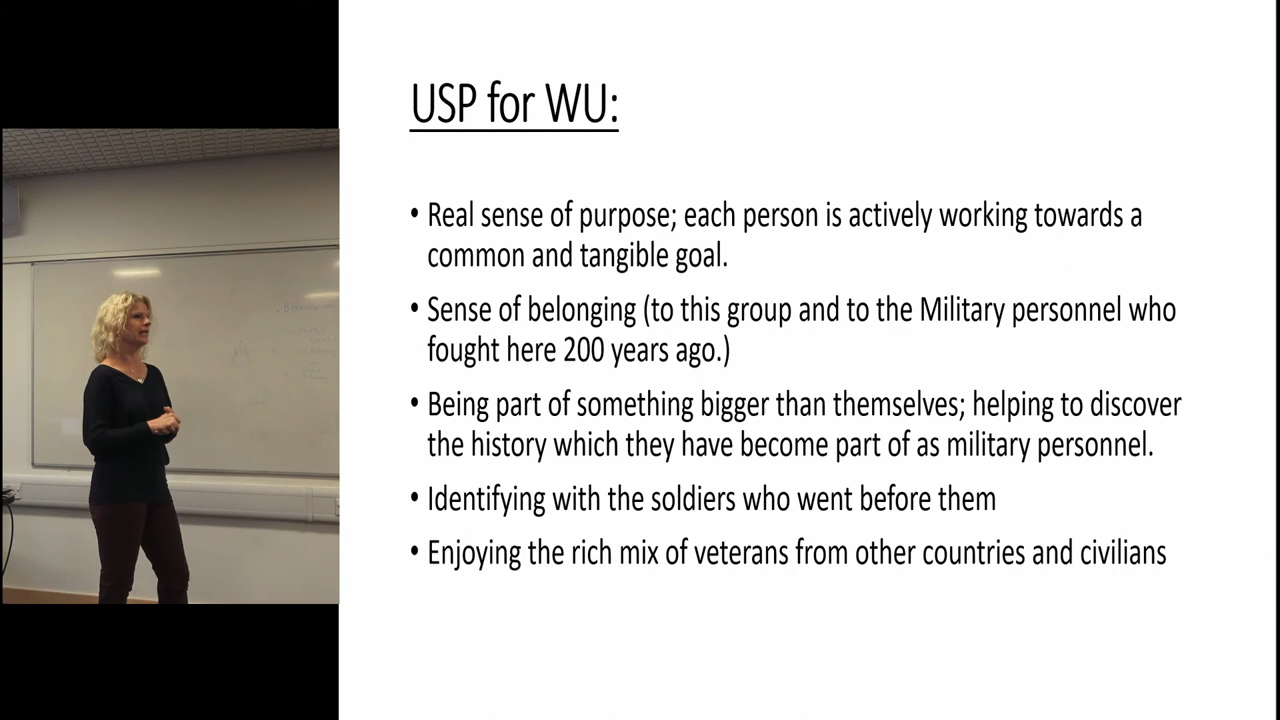 USP for WU:
• Real sense of purpose; each person is actively working towards a
common and tangible goal.
• Sense of belonging (to this group and to the Military personnel who
fought here 200 years ago.)
• Being part of something bigger than themselves; helping to discover
the history which they have become part of as military personnel.
• Identifying with the soldiers who went before them
• Enjoying the rich mix of veterans from other countries and civilians